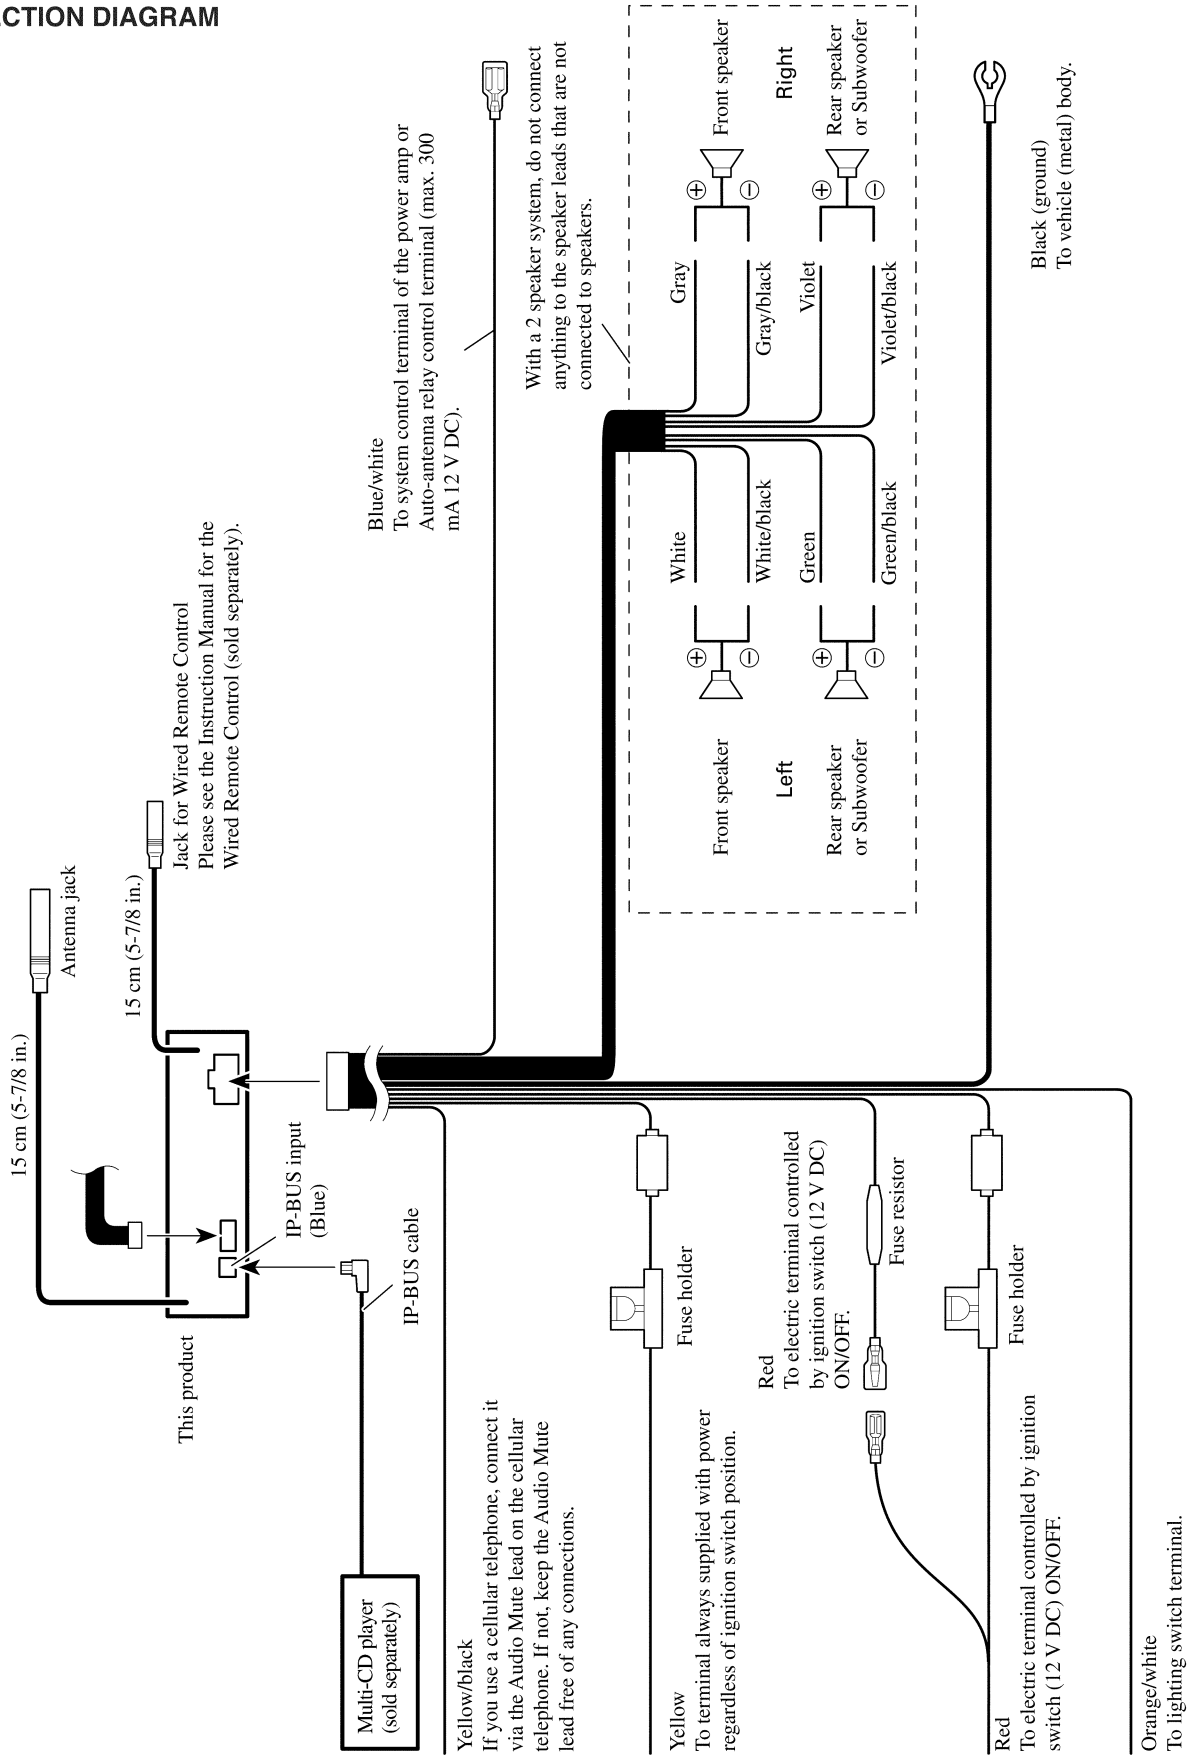 CTION DIAGRAM
Antenna jack
15 cm (5-7/8 in.)
15 cm (5-7/8 in.)
Jack for Wired Remote Control
Please see the Instruction Manual for the
Wired Remote Control (sold separately).
This product
IP-BUS input
(Blue)
IP-BUS cable
Multi-CD player
(sold separately)
Blue/white
To system control terminal of the power amp or
Auto-antenna relay control terminal (max. 300
mA 12 V DC).
With a 2 speaker system, do not connect
anything to the speaker leads that are not
connected to speakers.
Front speaker
Right
Rear speaker
or Subwoofer
+
−
+
−
Gray
Gray/black
Violet
Violet/black
White
White/black
Green
Green/black
+
−
+
−
Front speaker
Left
Rear speaker
or Subwoofer
Black (ground)
To vehicle (metal) body.
Yellow/black
If you use a cellular telephone, connect it
via the Audio Mute lead on the cellular
telephone. If not, keep the Audio Mute
lead free of any connections.
Fuse holder
Yellow
To terminal always supplied with power
regardless of ignition switch position.
Red
To electric terminal controlled
by ignition switch (12 V DC)
ON/OFF.
Fuse resistor
Fuse holder
Red
To electric terminal controlled by ignition
switch (12 V DC) ON/OFF.
Orange/white
To lighting switch terminal.